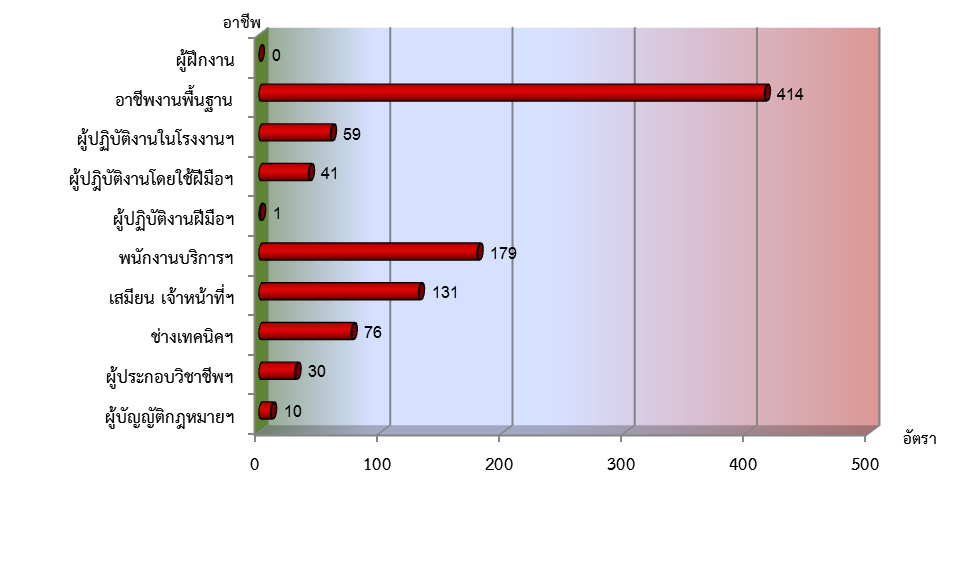 อาชีพ
ผู้ฝึกงาน 0
อาชีพงานพื้นฐาน 414
ผู้ปฏิบัติงานในโรงงานฯ 59
ผู้ปฎิบัติงานโดยใช้ฝีมือฯ 41
ผู้ปฏิบัติงานฝีมือฯ 1
พนักงานบริการฯ 179
เสมียน เจ้าหน้าที่ฯ 131
ช่างเทคนิคฯ 76
ผู้ประกอบวิชาชีพฯ 30
ผู้บัญญัติกฎหมายฯ 10
อัตรา
0 100 200 300 400 500